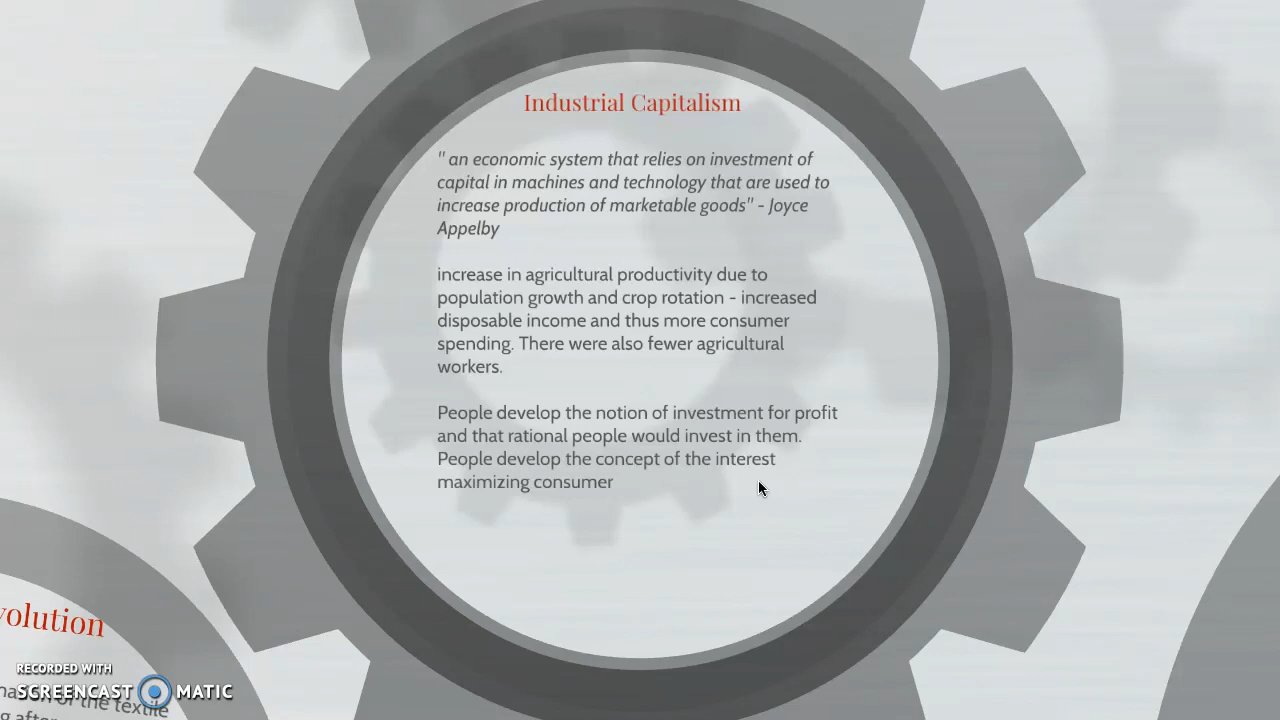 Industrial Capitalism
" an economic system that relies on investment of
capital in machines and technology that are used to
increase production of marketable goods" - Joyce
Appelby
increase in agricultural productivity due to
population growth and crop rotation - increased
disposable income and thus more consumer
spending. There were also fewer agricultural
workers.
People develop the notion of investment for profit
and that rational people would invest in them.
People develop the concept of the interest
maximizing consumer
volution
of the textile
RECORDED WITH
SCREENCAST MATIC